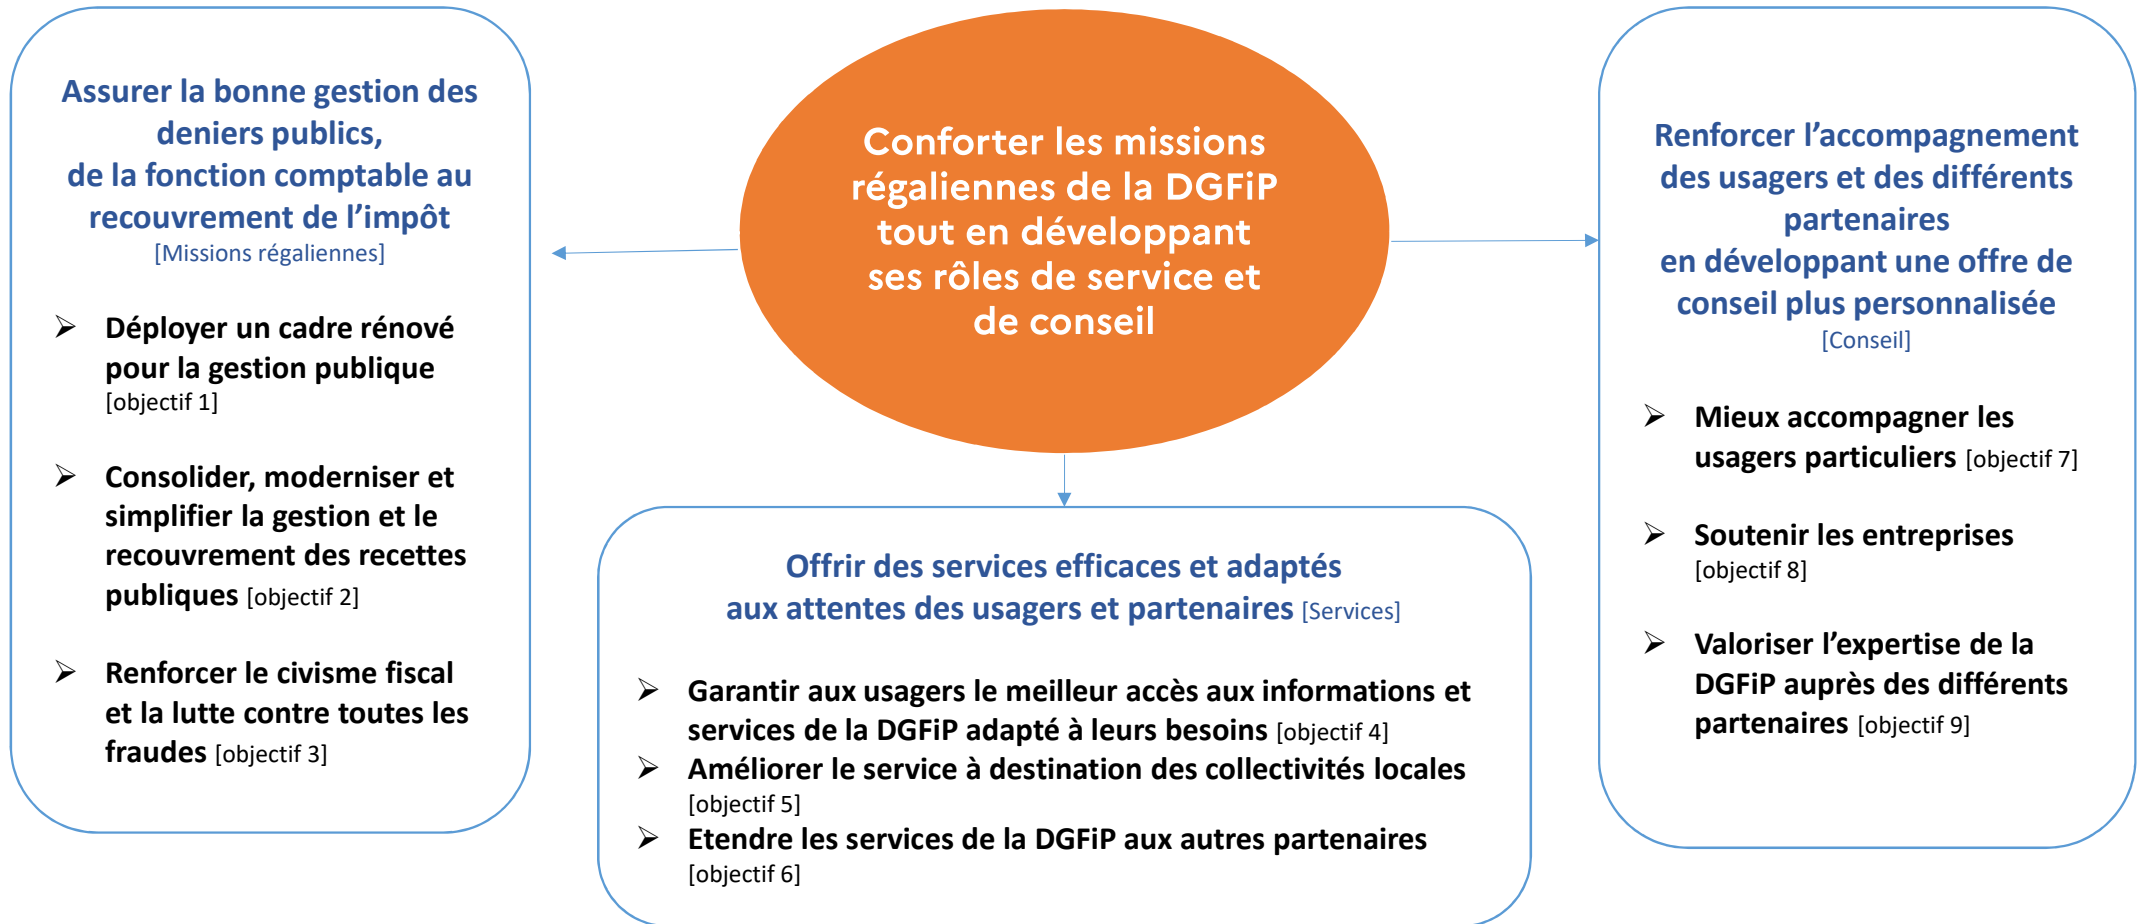 Assurer la bonne gestion des
deniers publics,
de la fonction comptable au
recouvrement de l’impôt
[Missions régaliennes]
➢ Déployer un cadre rénové
pour la gestion publique
[objectif 1]
➢ Consolider, moderniser et
simplifier la gestion et le
recouvrement des recettes
publiques [objectif 2]
➢ Renforcer le civisme fiscal
et la lutte contre toutes les
fraudes [objectif 3]
Conforter les missions
régaliennes de la DGFiP
tout en développant
ses rôles de service et
de conseil
Offrir des services efficaces et adaptés
aux attentes des usagers et partenaires [Services]
➢ Garantir aux usagers le meilleur accès aux informations et
services de la DGFiP adapté à leurs besoins [objectif 4]
➢ Améliorer le service à destination des collectivités locales
[objectif 5]
➢ Etendre les services de la DGFiP aux autres partenaires
[objectif 6]
Renforcer l’accompagnement
des usagers et des différents
partenaires
en développant une offre de
conseil plus personnalisée
[Conseil]
➢ Mieux accompagner les
usagers particuliers [objectif 7]
➢ Soutenir les entreprises
[objectif 8]
➢ Valoriser l’expertise de la
DGFiP auprès des différents
partenaires [objectif 9]